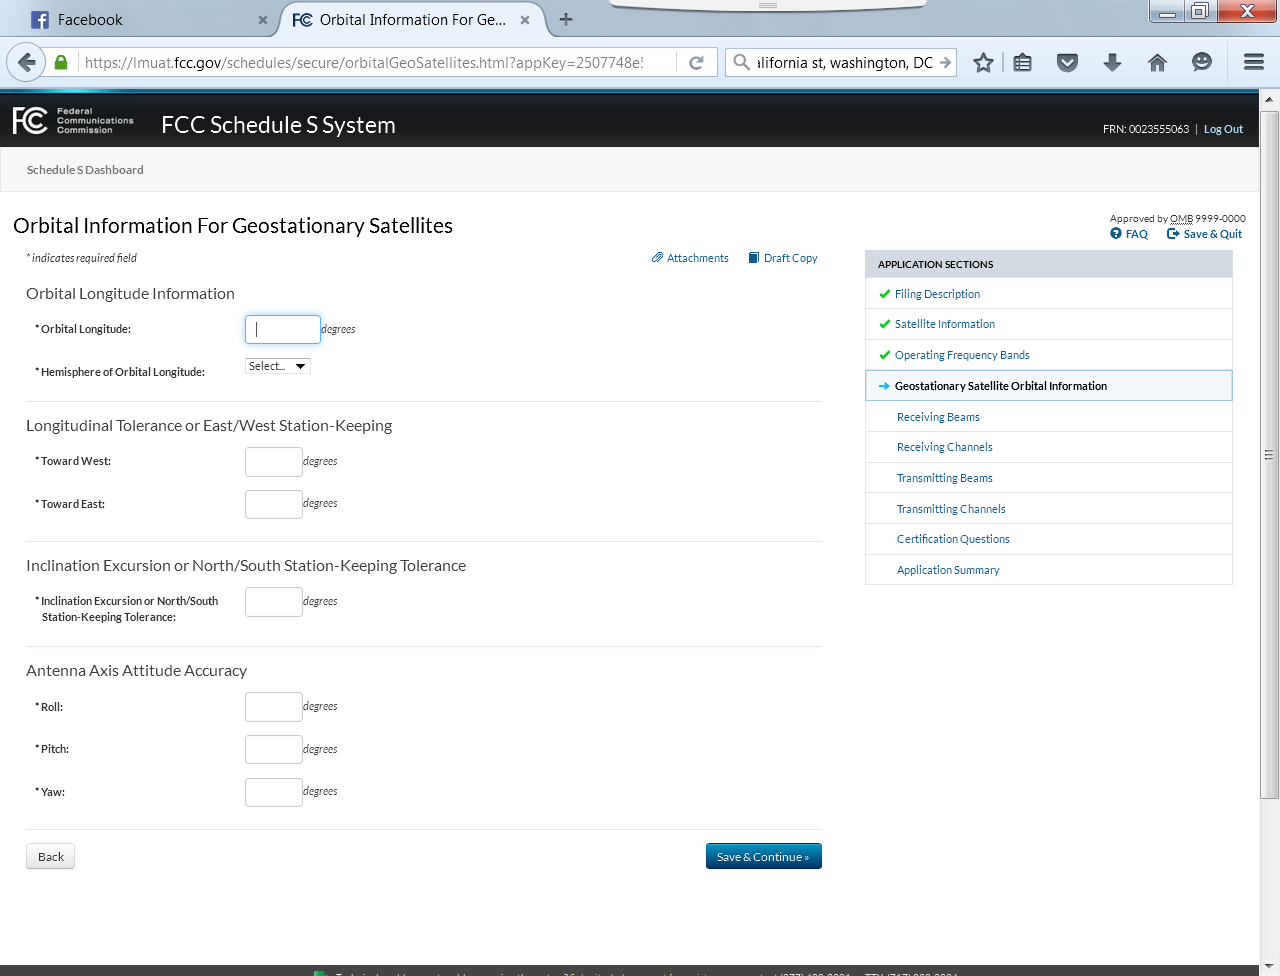 Facebook
Orbital Information For Ge...
https://lmuat.fcc.gov/schedules/secure/orbitalGeoSatellites.html?appKey=2507748e
alifornia st, washington, DC
FCC Federal Communications Commission
FCC Schedule S System
FRN: 0023555063 | Log Out
Schedule S Dashboard
Orbital Information For Geostationary Satellites
Approved by OMB 9999-0000
FAQ Save & Quit
* indicates required field
Attachments Draft Copy
APPLICATION SECTIONS
Filing Description
Satellite Information
Operating Frequency Bands
Geostationary Satellite Orbital Information
Receiving Beams
Receiving Channels
Transmitting Beams
Transmitting Channels
Certification Questions
Application Summary
Orbital Longitude Information
* Orbital Longitude: degrees
* Hemisphere of Orbital Longitude: Select...
Longitudinal Tolerance or East/West Station-Keeping
* Toward West: degrees
* Toward East: degrees
Inclination Excursion or North/South Station-Keeping Tolerance
* Inclination Excursion or North/South degrees
Station-Keeping Tolerance:
Antenna Axis Attitude Accuracy
* Roll: degrees
* Pitch: degrees
* Yaw: degrees
Back
Save & Continue »